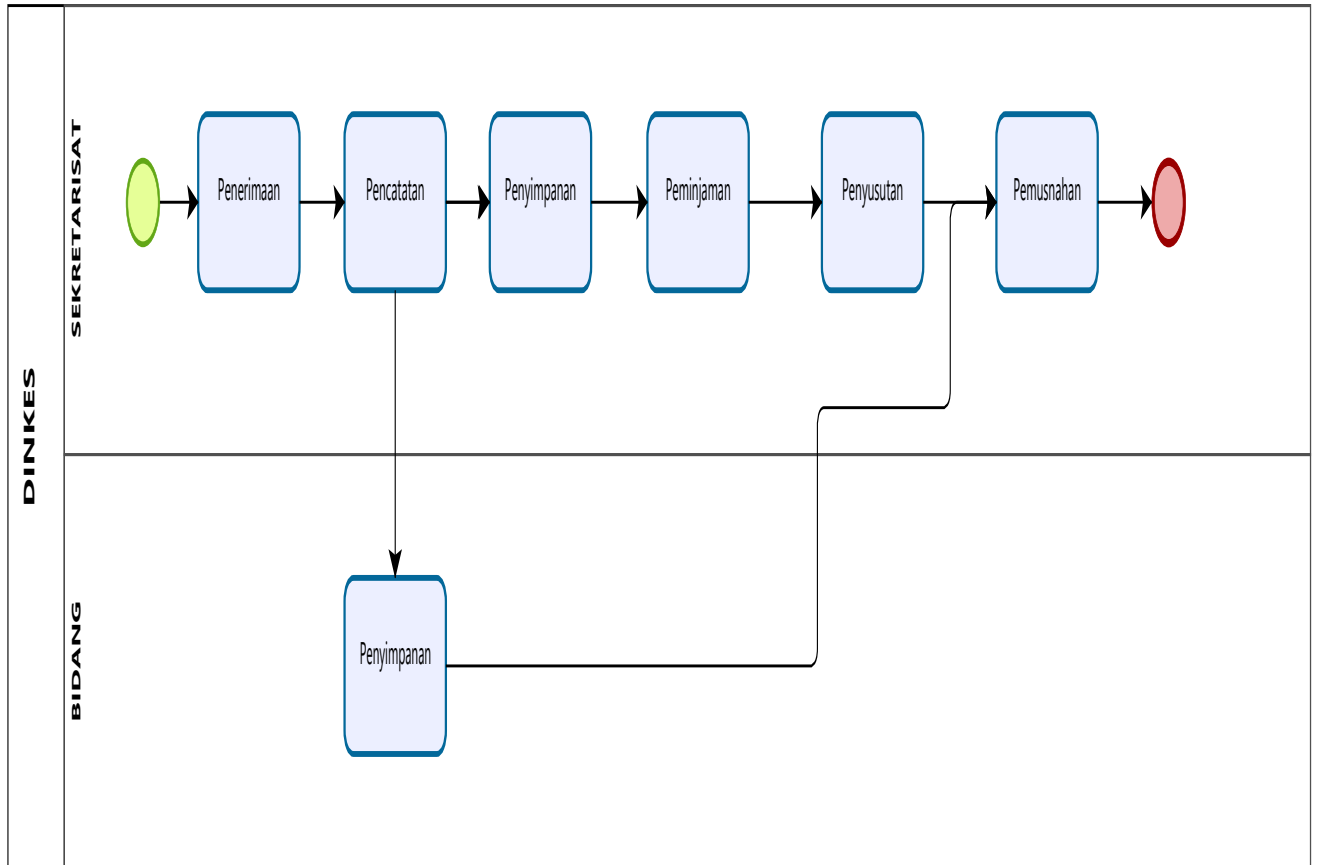 DINKES
SEKRETARISAT
Penerimaan
Pencatatan
Penyimpanan
Peminjaman
Penyusutan
Pemusnahan
BIDANG
Penyimpanan